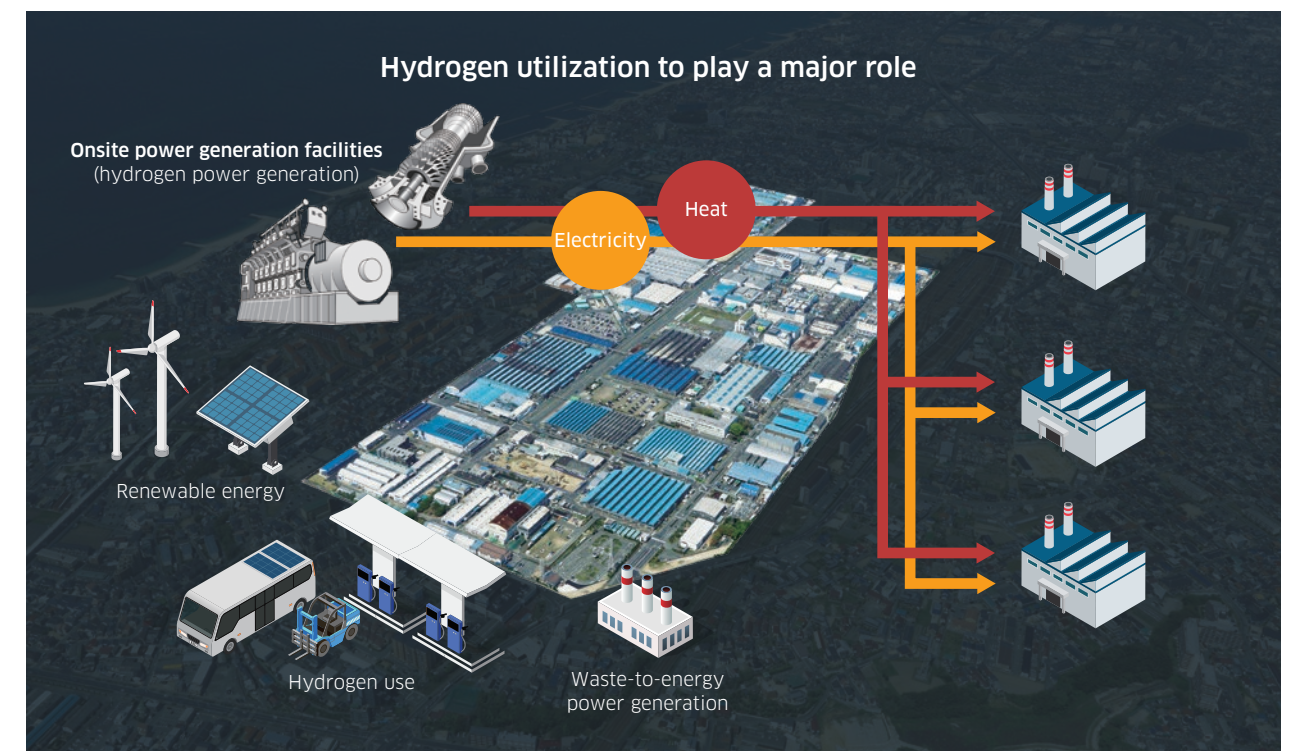 Hydrogen utilization to play a major role
Onsite power generation facilities
(hydrogen power generation)
Heat
Electricity
Renewable energy
Hydrogen use
Waste-to-energy
power generation